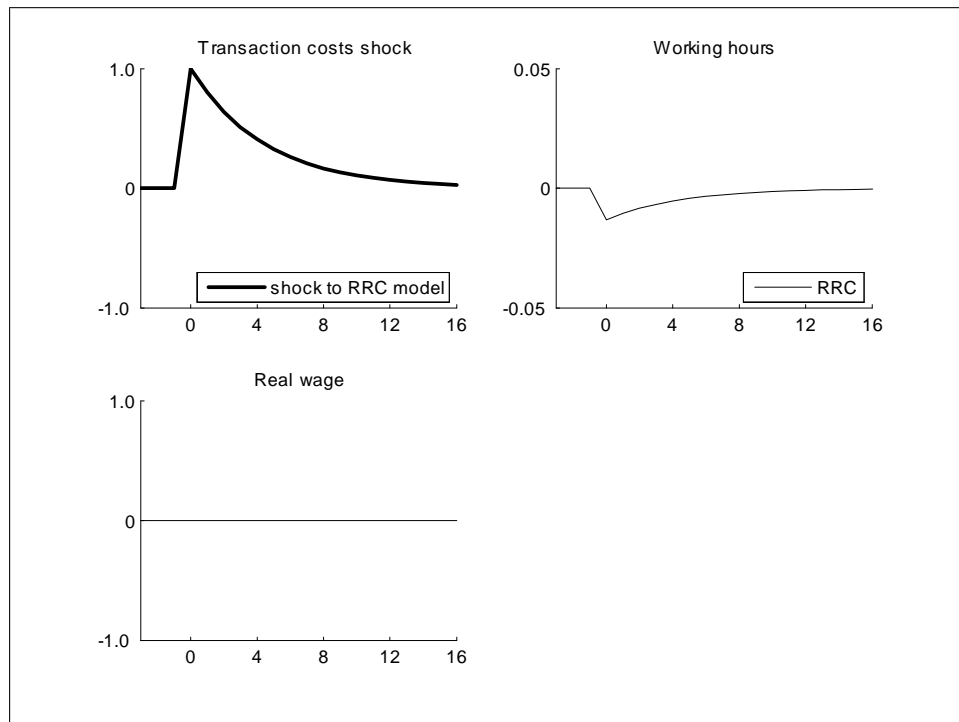 Transaction costs shock
1.0
0
-1.0
shock to RRC model
0 4 8 12 16
Working hours
0.05
0
-0.05
RRC
0 4 8 12 16
Real wage
1.0
0
-1.0
0 4 8 12 16